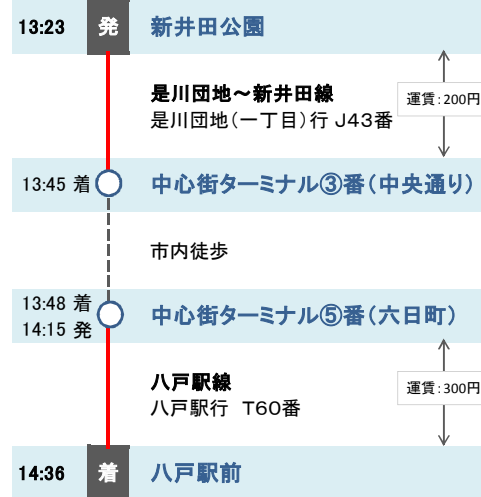 13:23 発 新井田公園
是川団地～新井田線
是川団地(一丁目)行 J43番
運賃:200円
13:45 着 中心街ターミナル③番(中央通り)
市内徒歩
13:48 着
14:15 発
中心街ターミナル⑤番(六日町)
八戸駅線
八戸駅行 T60番
運賃:300円
14:36 着 八戸駅前